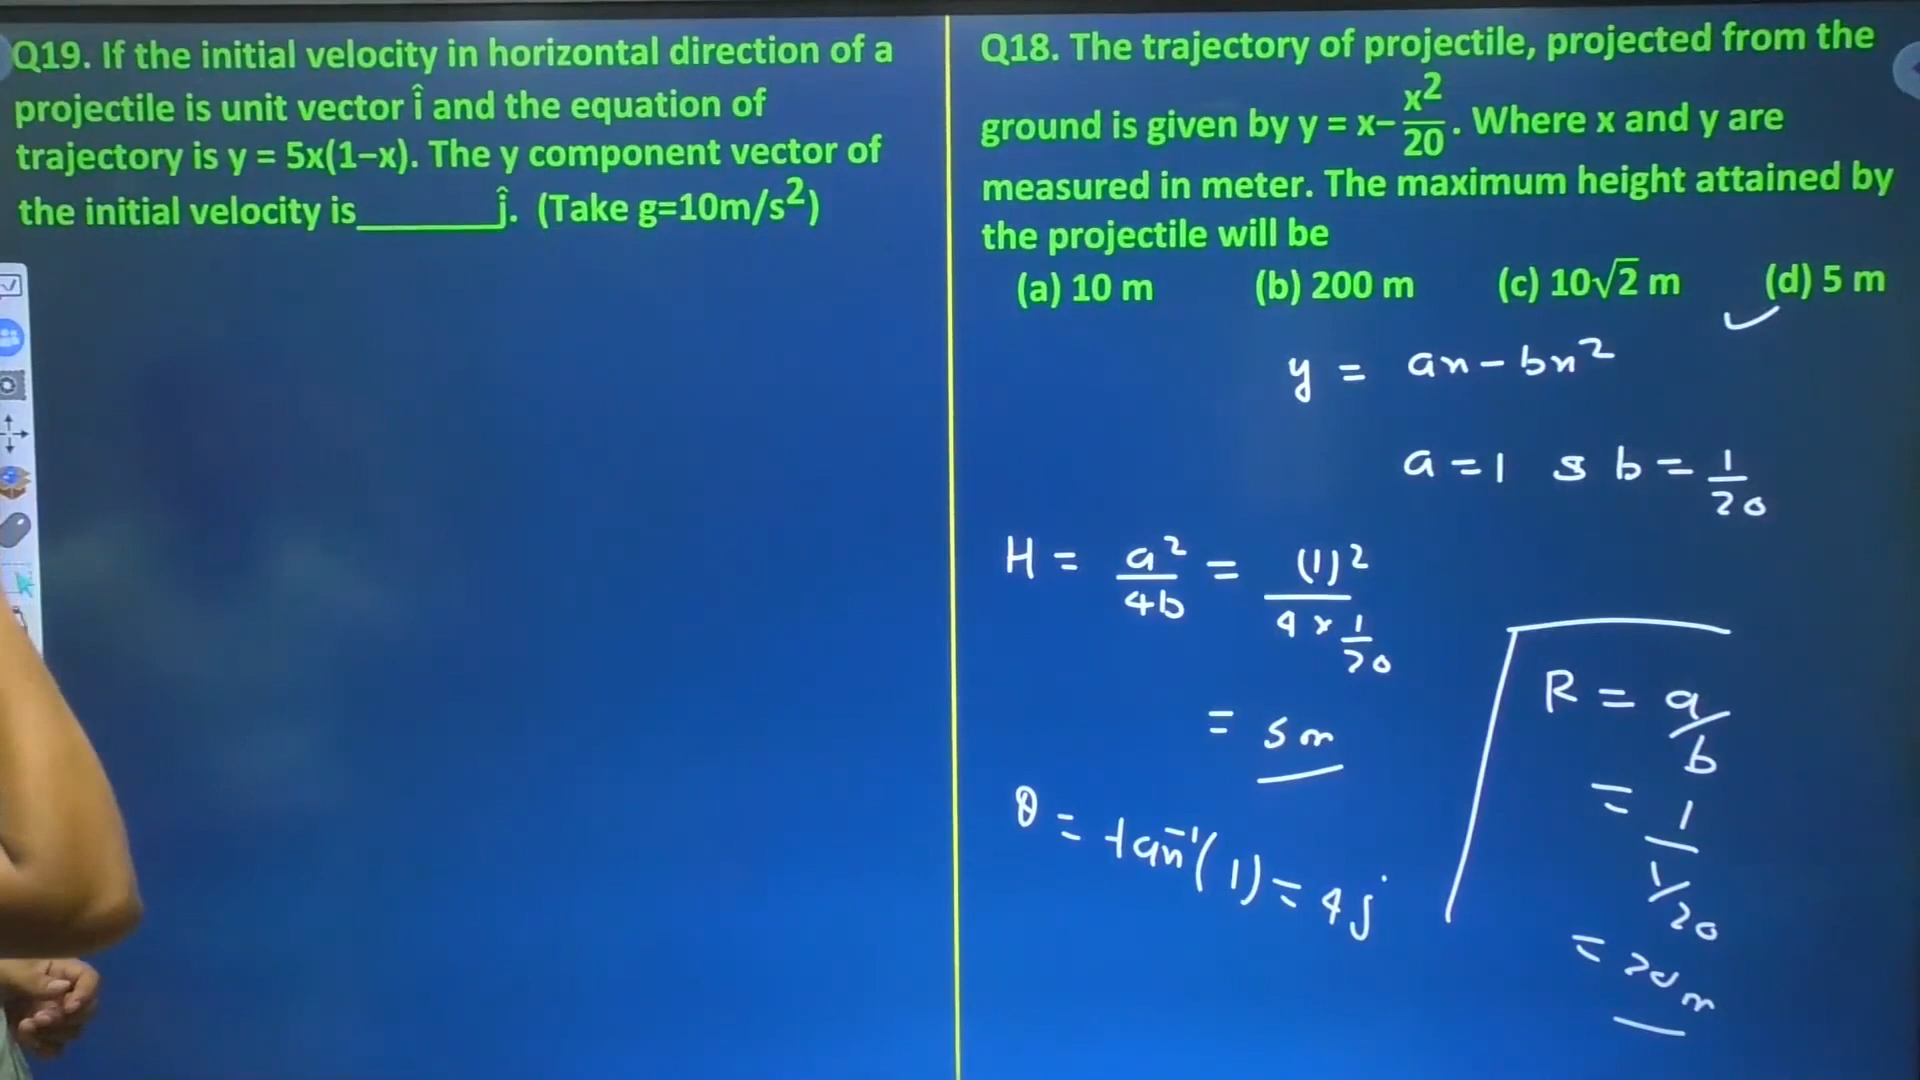 Q19. If the initial velocity in horizontal direction of a
projectile is unit vector î and the equation of
trajectory is y = 5x(1−x). The y component vector of
the initial velocity is_______ĵ. (Take g=10m/s²)
Q18. The trajectory of projectile, projected from the
ground is given by y = x− x²/20 . Where x and y are
measured in meter. The maximum height attained by
the projectile will be
(a) 10 m (b) 200 m (c) 10√2 m (d) 5 m
y = ax − bx²
a = 1 & b = 1/20
H = a²/4b = (1)²/(4 × 1/20)
= 5m
θ = tan⁻¹(1) = 45°
R = a/b
= 1/(1/20)
= 20m